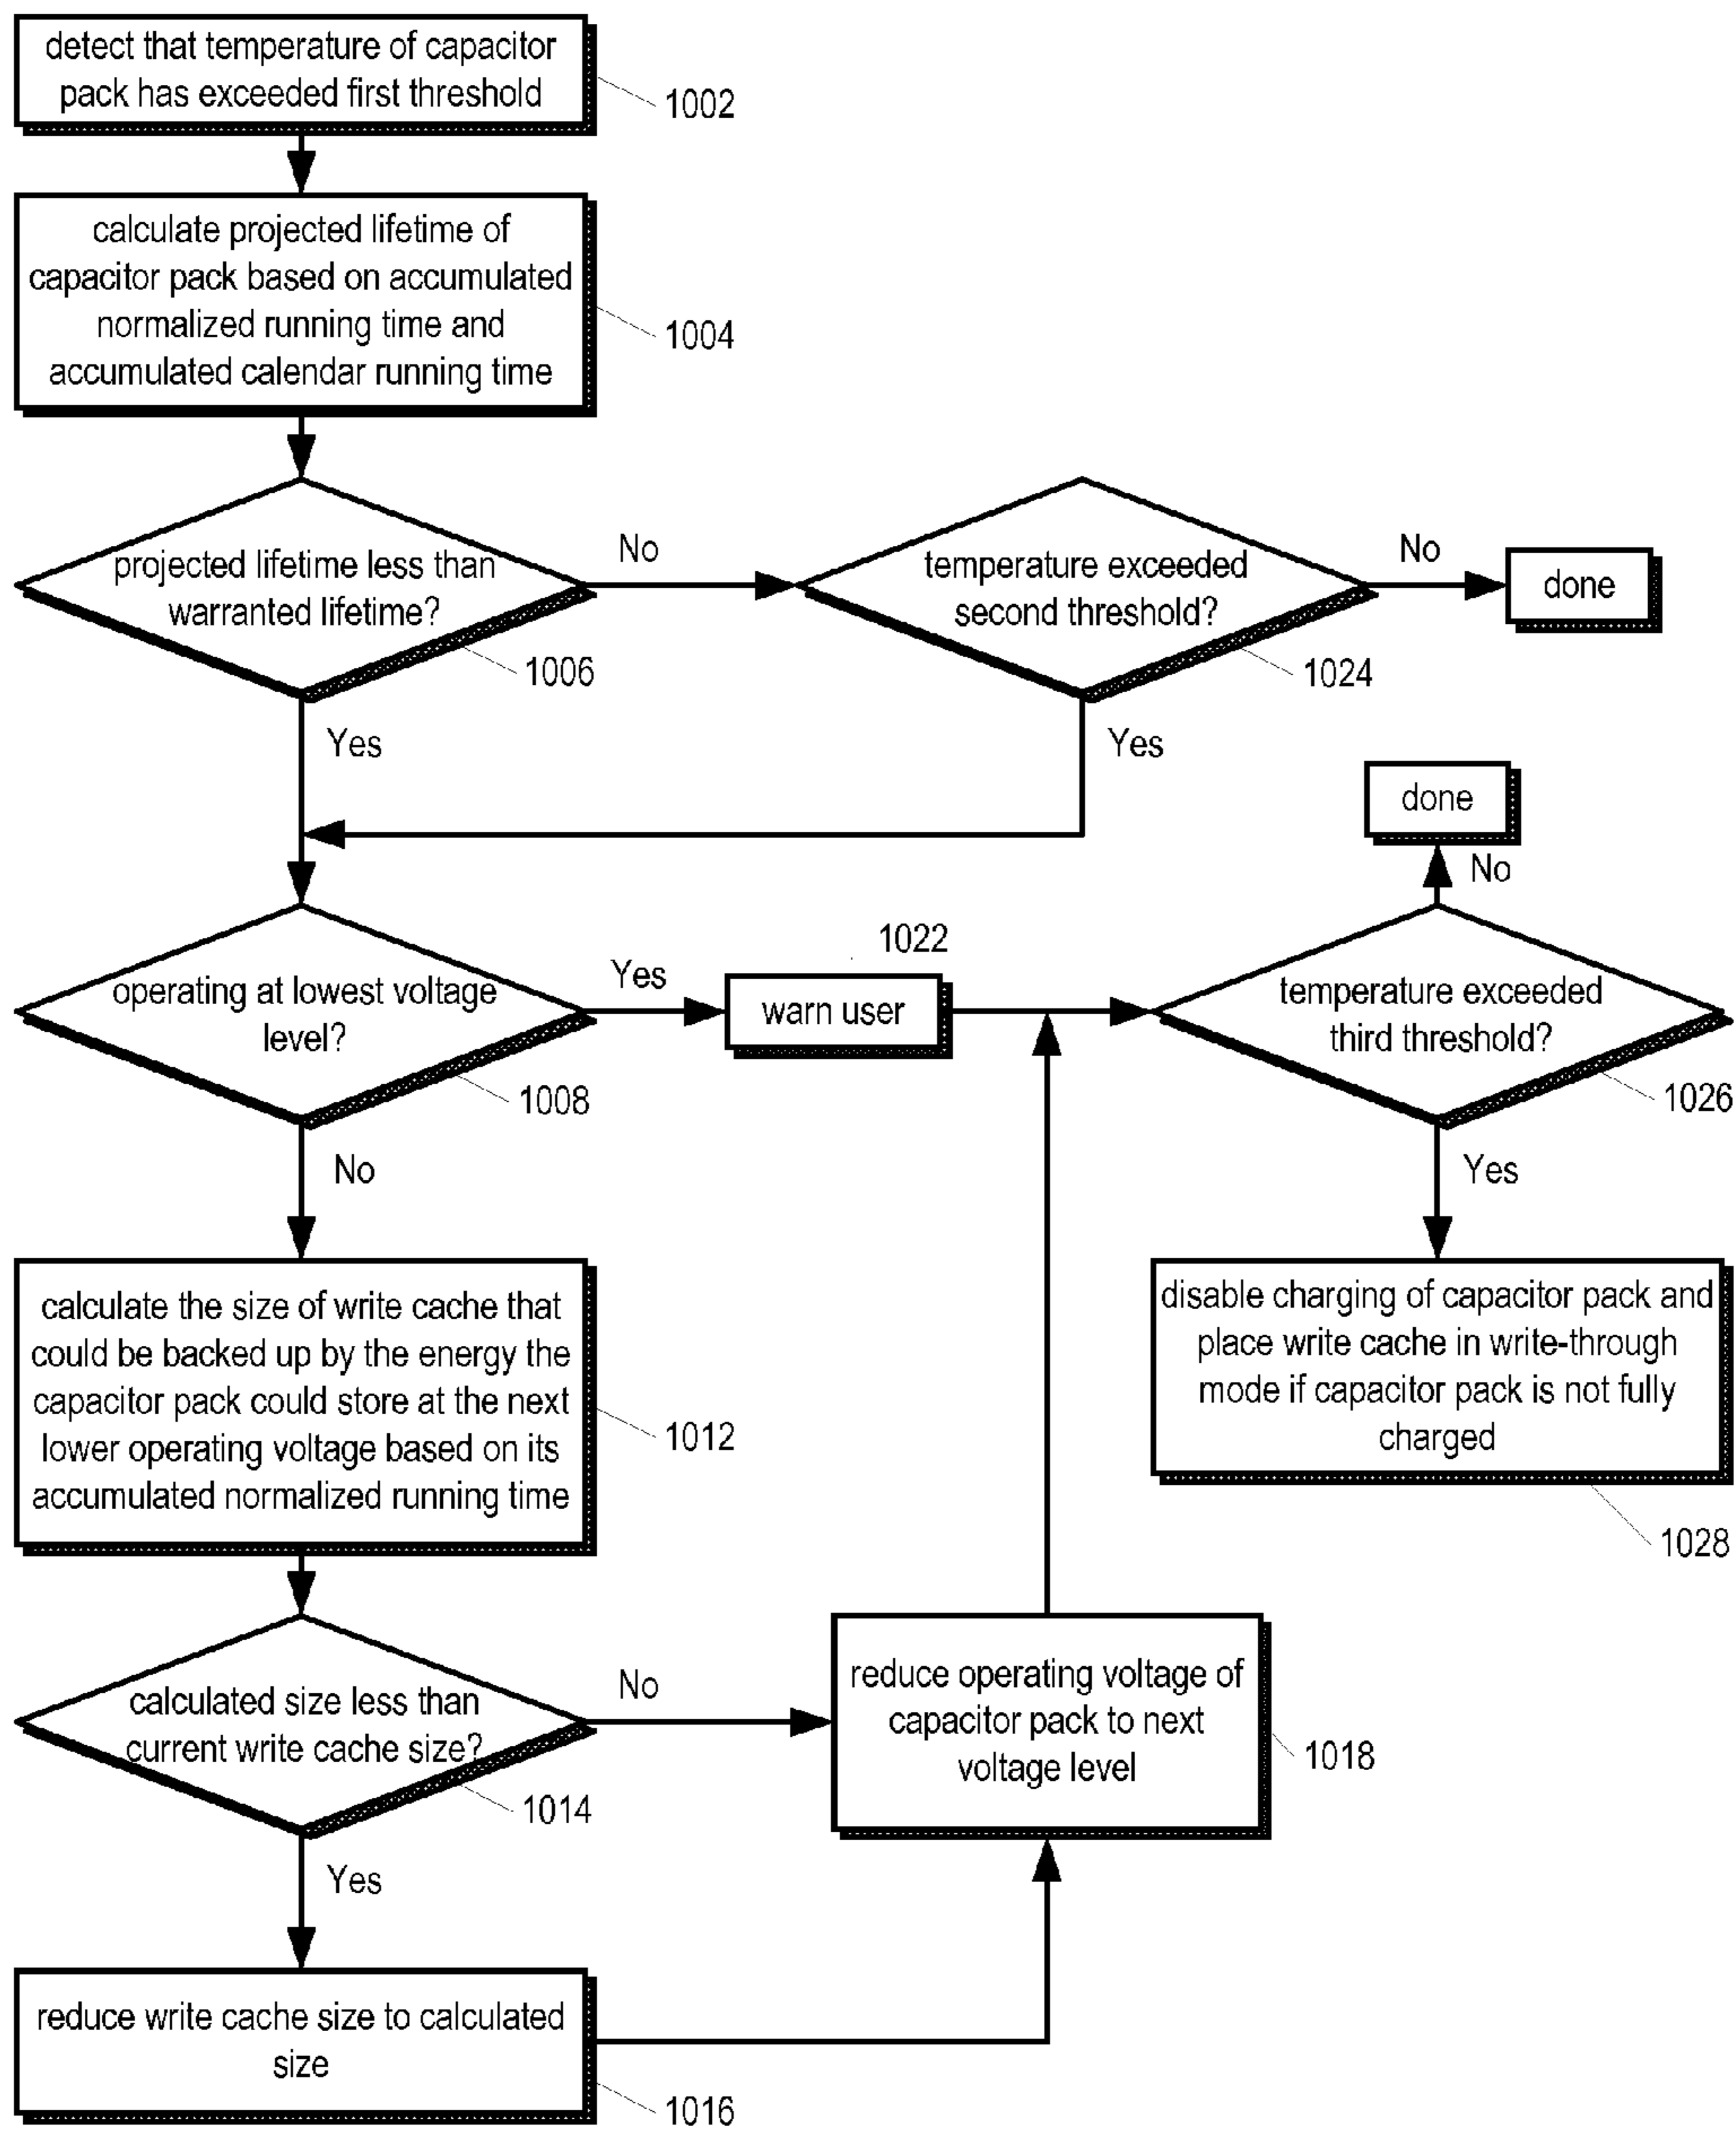 detect that temperature of capacitor
pack has exceeded first threshold
1002
calculate projected lifetime of
capacitor pack based on accumulated
normalized running time and
accumulated calendar running time
1004
projected lifetime less than
warranted lifetime?
1006
No
temperature exceeded
second threshold?
1024
No
done
Yes
Yes
done
No
operating at lowest voltage
level?
1008
Yes
1022
warn user
temperature exceeded
third threshold?
1026
No
Yes
calculate the size of write cache that
could be backed up by the energy the
capacitor pack could store at the next
lower operating voltage based on its
accumulated normalized running time
1012
disable charging of capacitor pack and
place write cache in write-through
mode if capacitor pack is not fully
charged
1028
calculated size less than
current write cache size?
1014
No
reduce operating voltage of
capacitor pack to next
voltage level
1018
Yes
reduce write cache size to calculated
size
1016